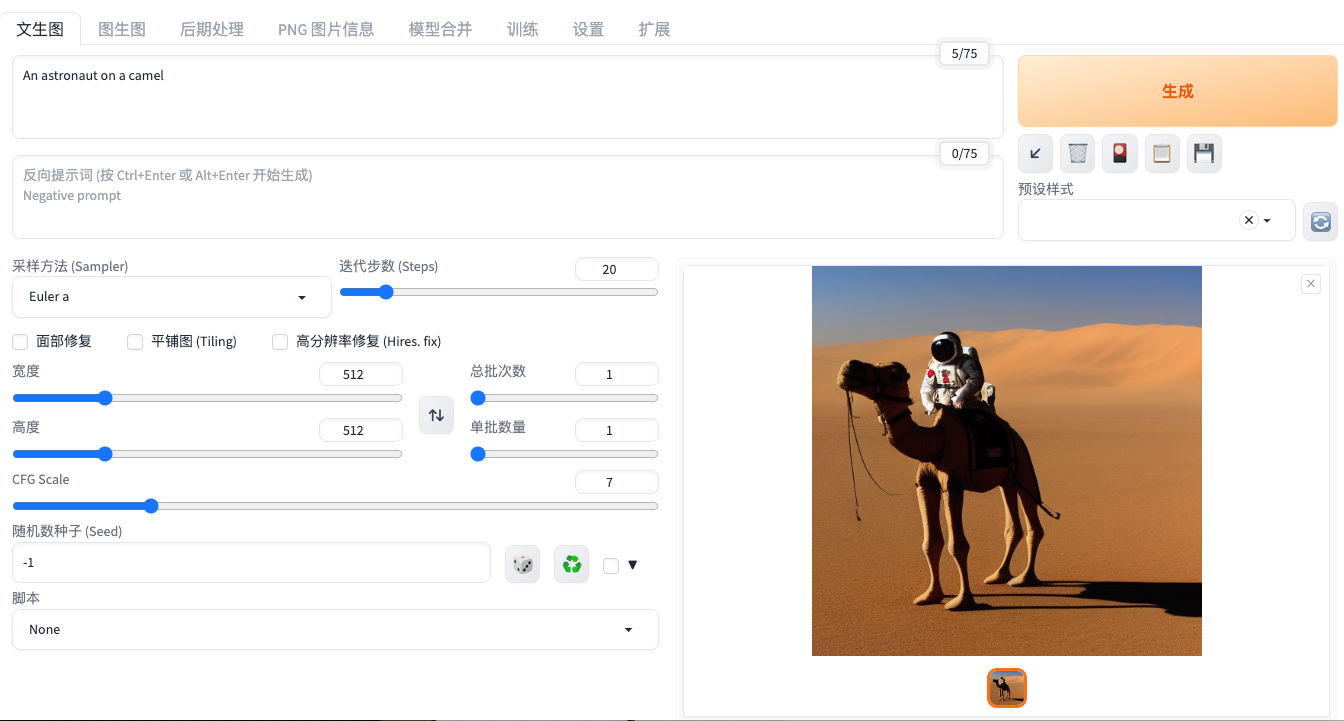 文生图 图生图 后期处理 PNG 图片信息 模型合并 训练 设置 扩展
5/75
An astronaut on a camel
生成
0/75
反向提示词 (按 Ctrl+Enter 或 Alt+Enter 开始生成)
Negative prompt
预设样式
采样方法 (Sampler)
Euler a
迭代步数 (Steps)
20
面部修复
平铺图 (Tiling)
高分辨率修复 (Hires. fix)
宽度
512
总批次数
1
高度
512
单批数量
1
CFG Scale
7
随机数种子 (Seed)
-1
脚本
None